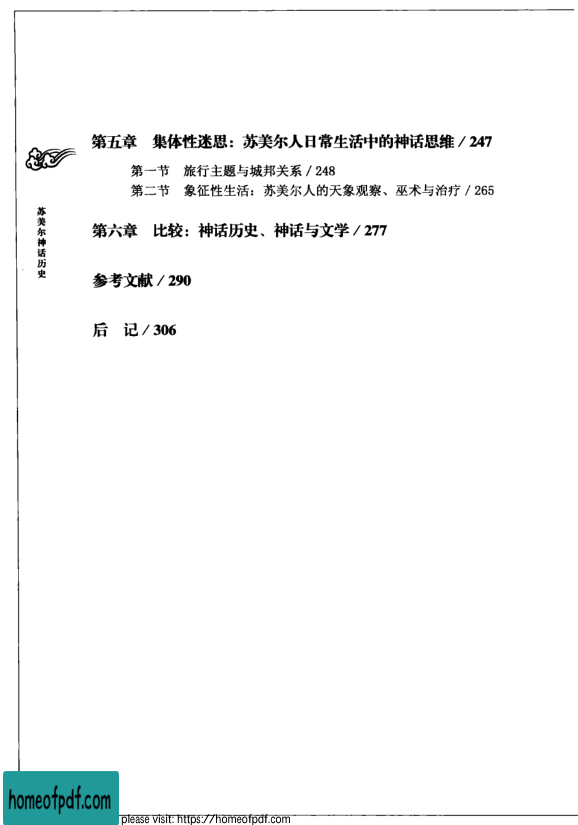 第五章 集体性迷思：苏美尔人日常生活中的神话思维／247
第一节 旅行主题与城邦关系／248
第二节 象征性生活：苏美尔人的天象观察、巫术与治疗／265
苏美尔神话历史
第六章 比较：神话历史、神话与文学／277
参考文献／290
后 记／306
homeofpdf.com
please visit: https://homeofpdf.com